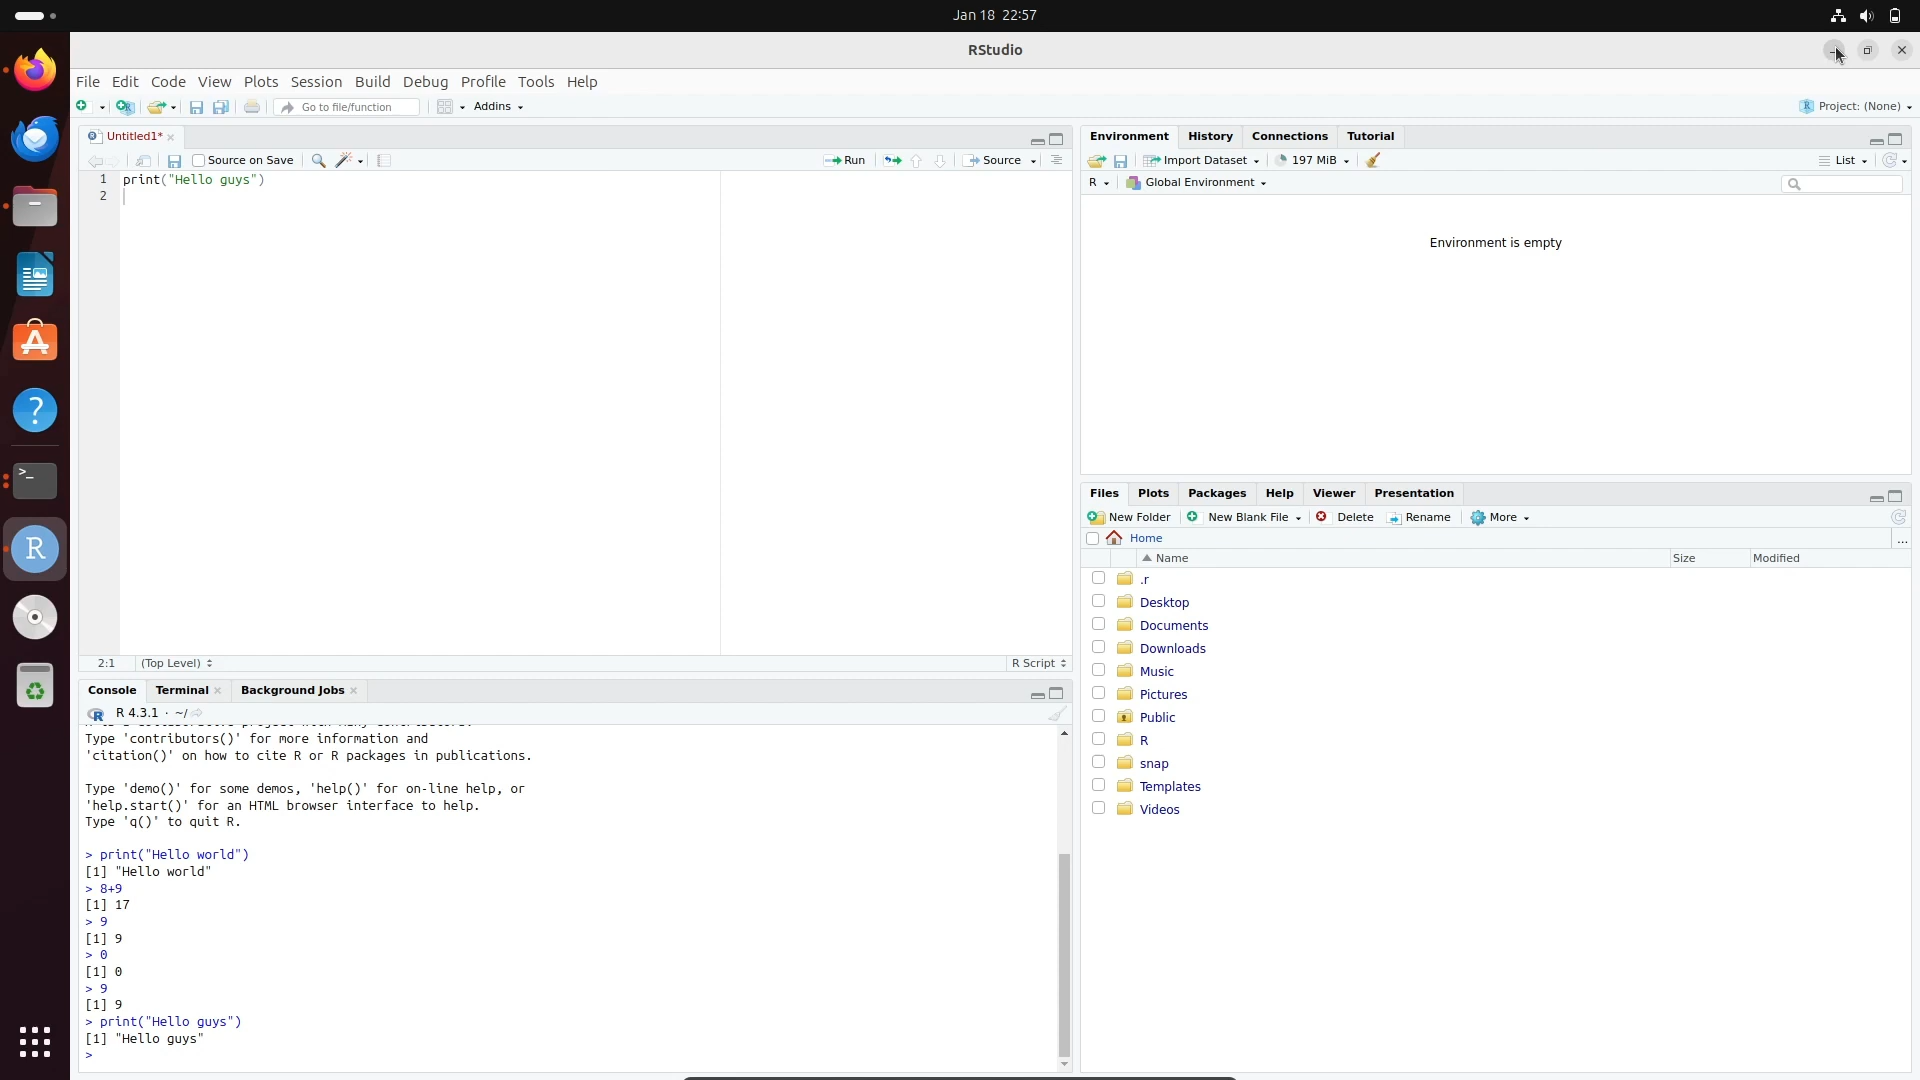 Jan 18 22:57
RStudio
File Edit Code View Plots Session Build Debug Profile Tools Help
Go to file/function Addins Project: (None)
Untitled1*
Source on Save Run Source
1 print("Hello guys")
2
2:1 (Top Level) R Script
Console Terminal Background Jobs
R 4.3.1 · ~/
Type 'contributors()' for more information and
'citation()' on how to cite R or R packages in publications.
Type 'demo()' for some demos, 'help()' for on-line help, or
'help.start()' for an HTML browser interface to help.
Type 'q()' to quit R.
> print("Hello world")
[1] "Hello world"
> 8+9
[1] 17
> 9
[1] 9
> 0
[1] 0
> 9
[1] 9
> print("Hello guys")
[1] "Hello guys"
>
Environment History Connections Tutorial
Import Dataset 197 MiB List
R Global Environment
Environment is empty
Files Plots Packages Help Viewer Presentation
New Folder New Blank File Delete Rename More
Home ...
Name Size Modified
.r
Desktop
Documents
Downloads
Music
Pictures
Public
R
snap
Templates
Videos